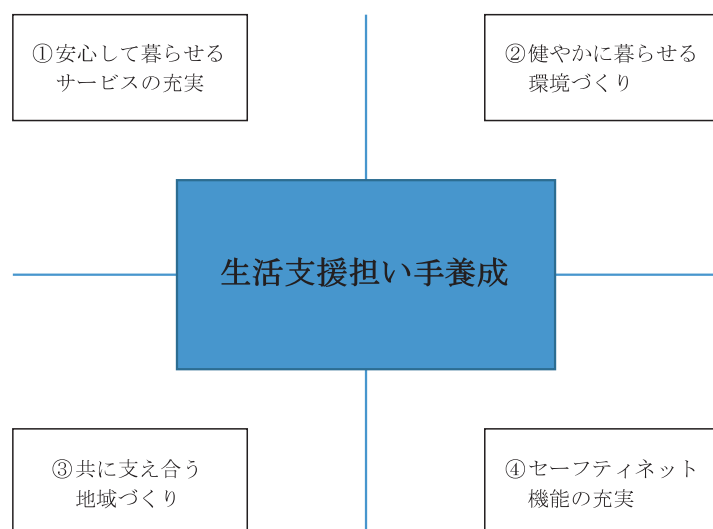 ①安心して暮らせる
サービスの充実
②健やかに暮らせる
環境づくり
生活支援担い手養成
③共に支え合う
地域づくり
④セーフティネット
機能の充実